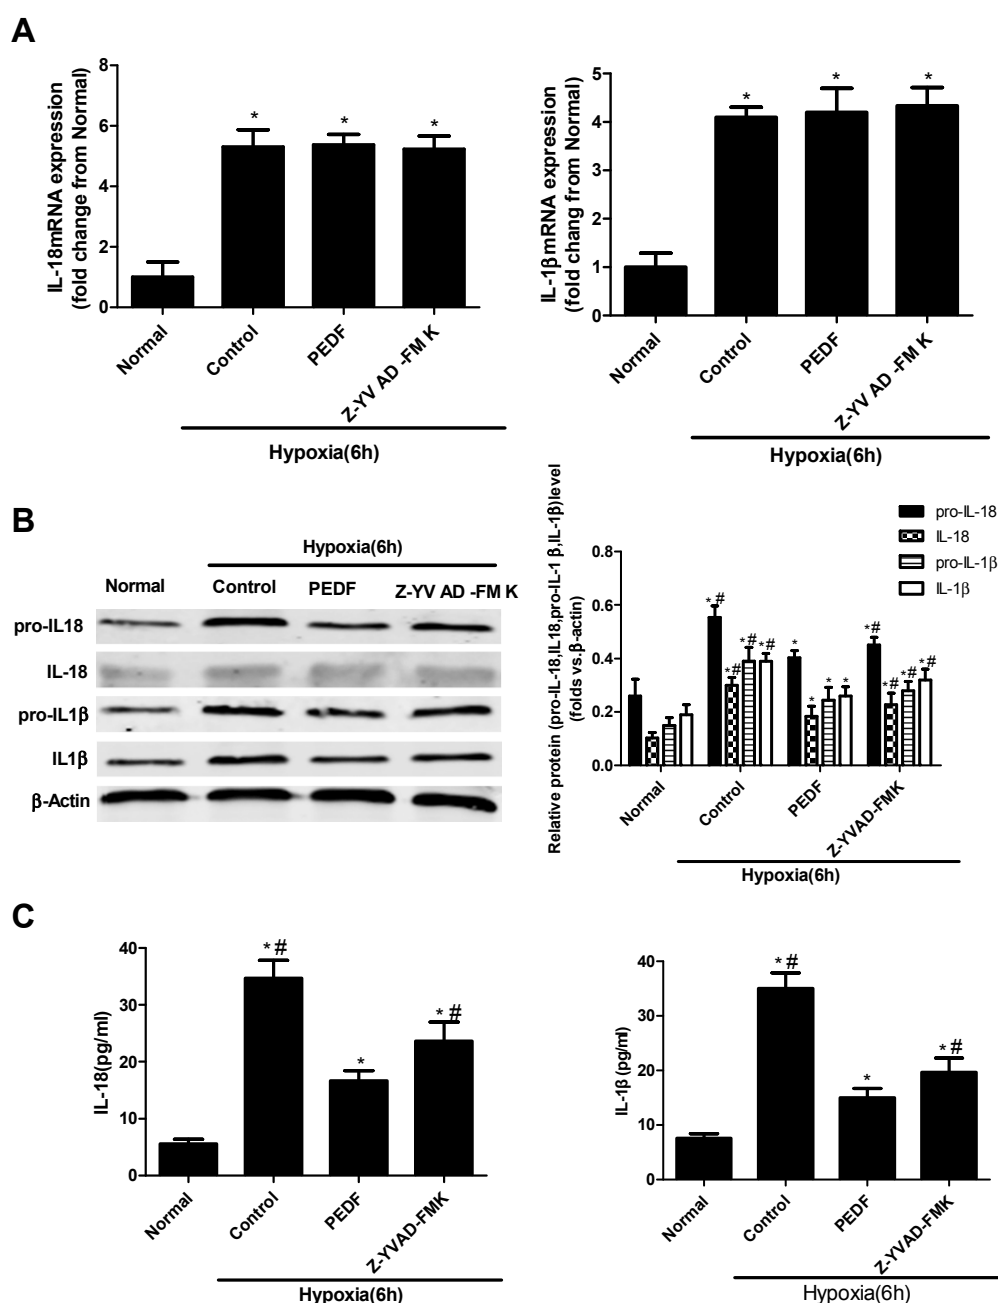 A
IL-18mRNA expression
(fold change from Normal)
8
6
4
2
0
*
*
*
Normal
Control
PEDF
Z-YV AD -FM K
Hypoxia(6h)
IL-1β mRNA expression
(fold chang from Normal)
5
4
3
2
1
0
*
*
*
Normal
Control
PEDF
Z-YV AD -FM K
Hypoxia(6h)
B
Hypoxia(6h)
Normal
Control
PEDF
Z-YV AD -FM K
pro-IL18
IL-18
pro-IL1β
IL1β
β-Actin
Relative protein (pro-IL-18,IL18,pro-IL-1 β,IL-1β)level
(folds vs.β-actin)
0.8
0.6
0.4
0.2
0.0
pro-IL-18
IL-18
pro-IL-1β
IL-1β
*#
*#
*#
*#
*
*
*
*
*#
*#
*#
*#
Normal
Control
PEDF
Z-YVAD-FMK
Hypoxia(6h)
C
IL-18(pg/ml)
40
30
20
10
0
*#
*
*#
Normal
Control
PEDF
Z-YVAD-FMK
Hypoxia(6h)
IL-1β (pg/ml)
40
30
20
10
0
*#
*
*#
Normal
Control
PEDF
Z-YVAD-FMK
Hypoxia(6h)